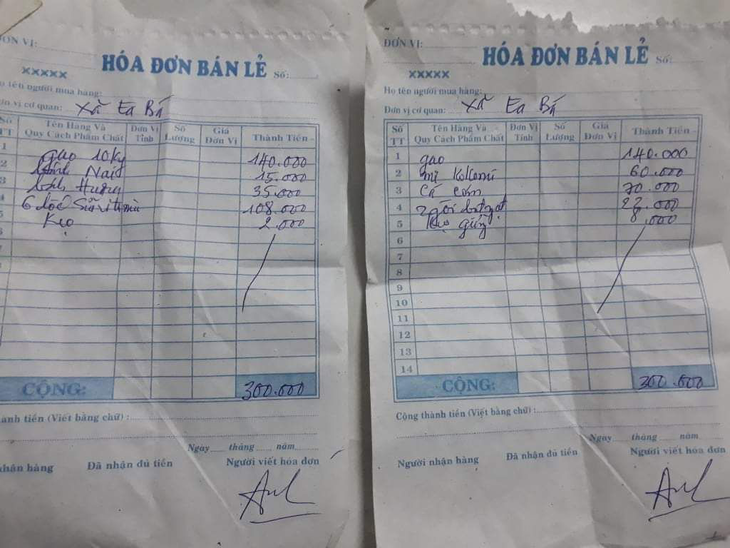 ĐƠN VỊ:
HÓA ĐƠN BÁN LẺ Số:
xxxxx
Họ tên người mua hàng:
Đơn vị cơ quan: Xã Ea Bá
Số TT Tên Hàng Và Quy Cách Phẩm Chất Đơn Vị Tính Số Lượng Giá Đơn Vị Thành Tiền
1 gạo 10kg 140.000
2 15.000
3 35.000
4 6 lốc 108.000
5 Kẹo 2.000
CỘNG: 300.000
thành tiền (Viết bằng chữ) :
Ngày tháng năm
nhận hàng Đã nhận đủ tiền Người viết hóa đơn
ĐƠN VỊ:
HÓA ĐƠN BÁN LẺ Số:
xxxxx
Họ tên người mua hàng:
Đơn vị cơ quan: Xã Ea Bá
Số TT Tên Hàng Và Quy Cách Phẩm Chất Đơn Vị Tính Số Lượng Giá Đơn Vị Thành Tiền
1 gạo 140.000
2 mì kokomi 60.000
3 Cá 70.000
4 2 gói bột 22.000
5 8.000
6
7
8
9
10
11
12
13
14
CỘNG: 300.000
Cộng thành tiền (Viết bằng chữ) :
Ngày tháng năm
Người nhận hàng Đã nhận đủ tiền Người viết hóa đơn